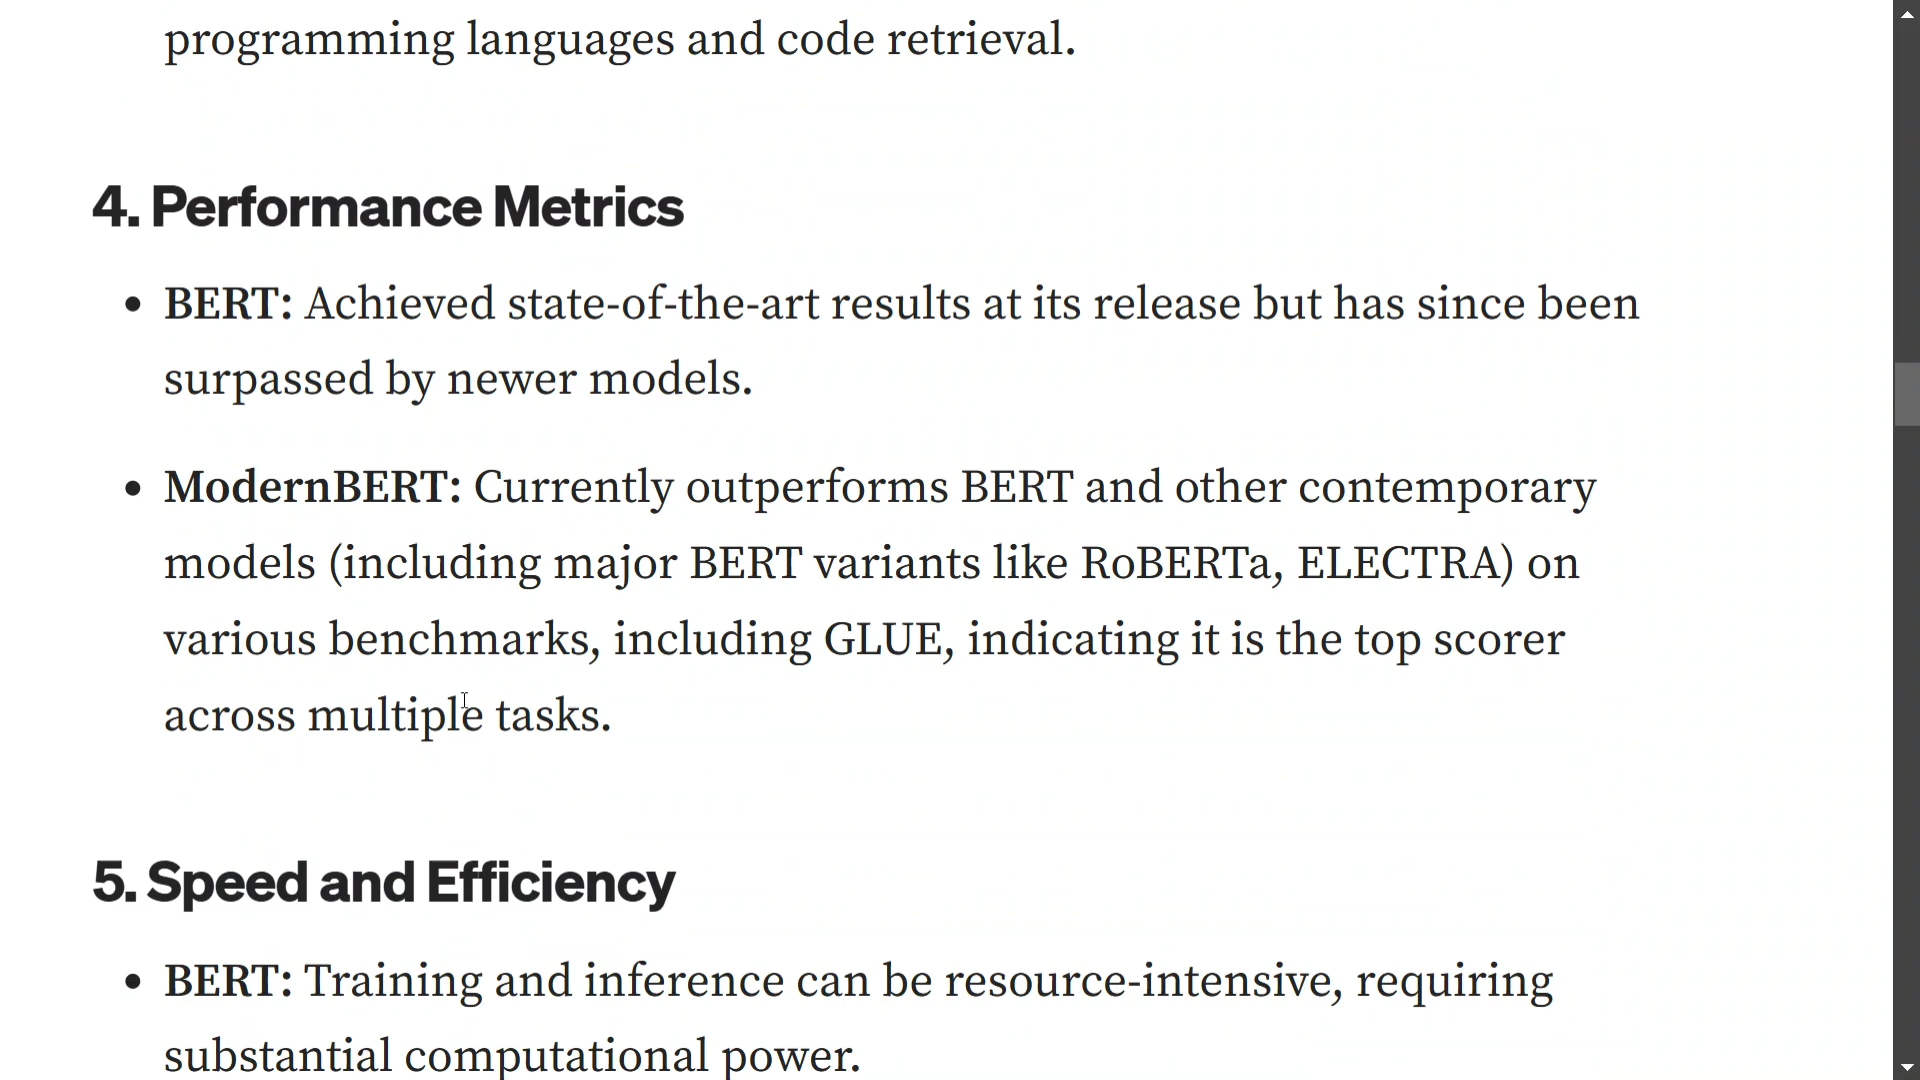 programming languages and code retrieval.
4. Performance Metrics
• BERT: Achieved state-of-the-art results at its release but has since been
surpassed by newer models.
• ModernBERT: Currently outperforms BERT and other contemporary
models (including major BERT variants like RoBERTa, ELECTRA) on
various benchmarks, including GLUE, indicating it is the top scorer
across multiple tasks.
5. Speed and Efficiency
• BERT: Training and inference can be resource-intensive, requiring
substantial computational power.